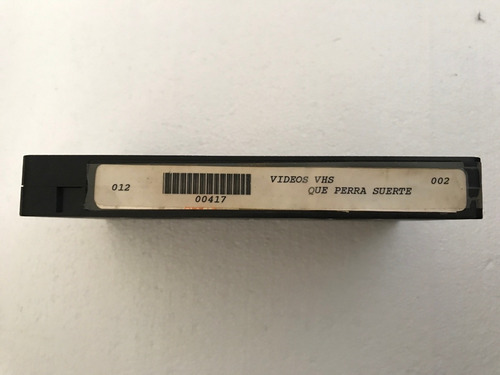 012
00417
VIDEOS VHS
QUE PERRA SUERTE
002